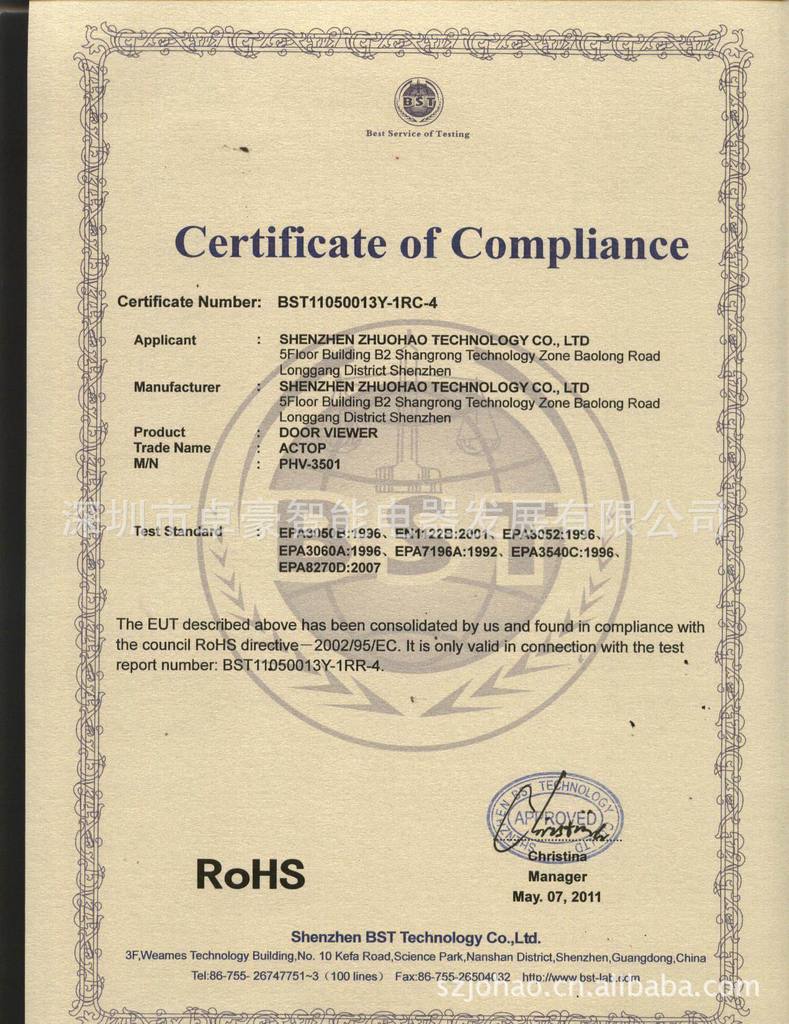 BST
Best Service of Testing
Certificate of Compliance
Certificate Number: BST11050013Y-1RC-4
Applicant : SHENZHEN ZHUOHAO TECHNOLOGY CO., LTD
5Floor Building B2 Shangrong Technology Zone Baolong Road
Longgang District Shenzhen
Manufacturer : SHENZHEN ZHUOHAO TECHNOLOGY CO., LTD
5Floor Building B2 Shangrong Technology Zone Baolong Road
Longgang District Shenzhen
Product : DOOR VIEWER
Trade Name : ACTOP
M/N : PHV-3501
BST
深圳市卓豪智能电器发展有限公司
Test Standard : EPA3050B:1996、EN1122B:2001、EPA3052:1996、
EPA3060A:1996、EPA7196A:1992、EPA3540C:1996、
EPA8270D:2007
The EUT described above has been consolidated by us and found in compliance with
the council RoHS directive—2002/95/EC. It is only valid in connection with the test
report number: BST11050013Y-1RR-4.
SHENZHEN BST TECHNOLOGY CO LTD
APPROVED
Christina
Manager
May. 07, 2011
RoHS
Shenzhen BST Technology Co.,Ltd.
3F,Weames Technology Building,No. 10 Kefa Road,Science Park,Nanshan District,Shenzhen,Guangdong,China
Tel:86-755- 26747751~3（100 lines） Fax:86-755-26504032 http://www.bst-lab.com
szjohao.cn.alibaba.com